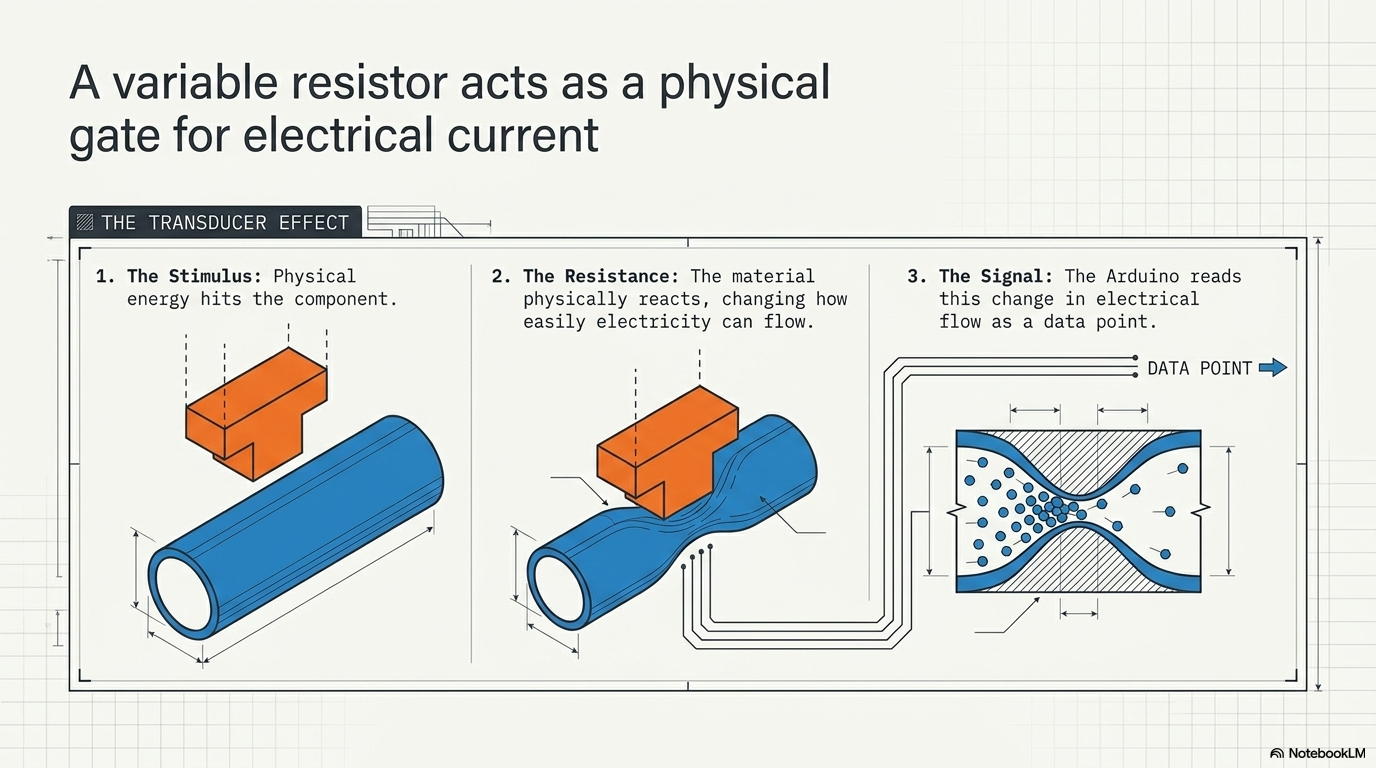 A variable resistor acts as a physical
gate for electrical current
THE TRANSDUCER EFFECT
1. The Stimulus: Physical
energy hits the component.
2. The Resistance: The material
physically reacts, changing how
easily electricity can flow.
3. The Signal: The Arduino reads
this change in electrical
flow as a data point.
DATA POINT
NotebookLM